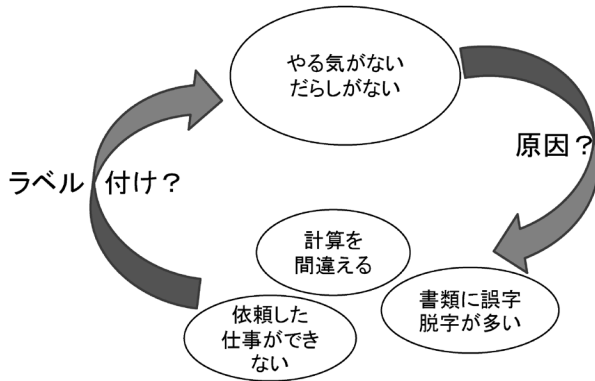 やる気がない
だらしがない
原因？
ラベル 付け？
計算を
間違える
書類に誤字
脱字が多い
依頼した
仕事ができ
ない